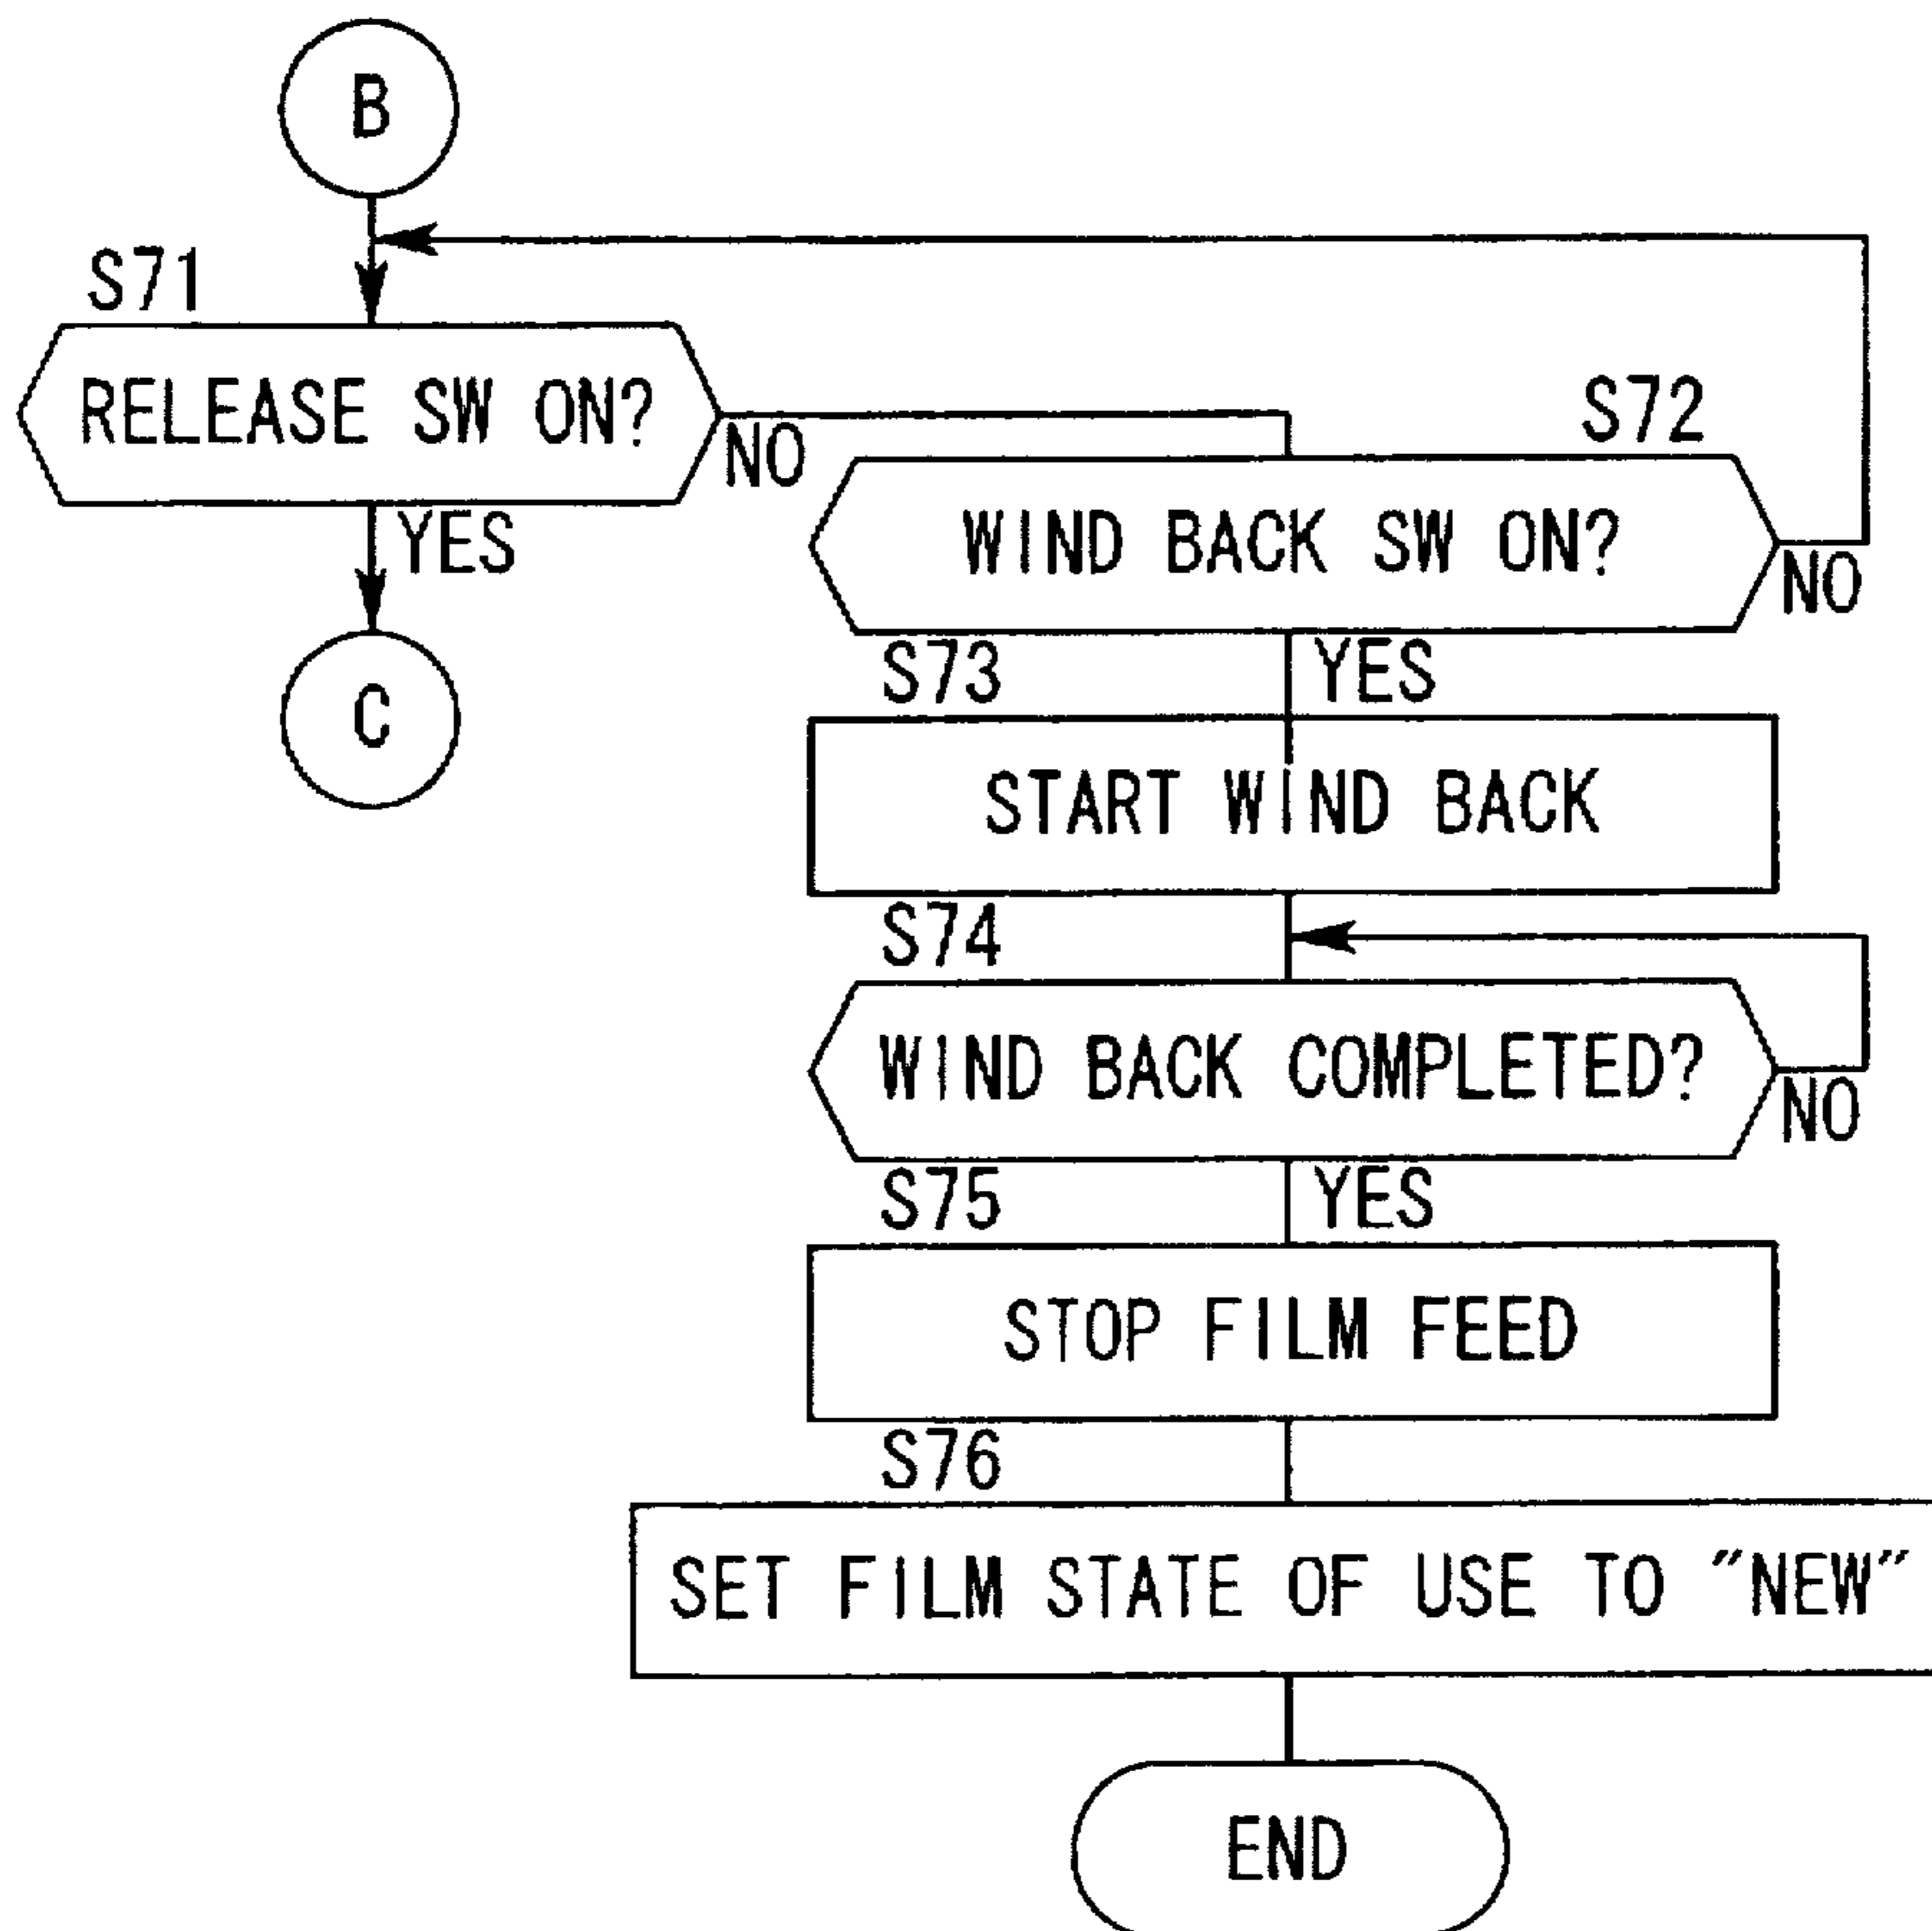 B
S71
RELEASE SW ON?
NO
YES
C
S72
WIND BACK SW ON?
NO
S73
YES
START WIND BACK
S74
WIND BACK COMPLETED?
NO
S75
YES
STOP FILM FEED
S76
SET FILM STATE OF USE TO "NEW"
END